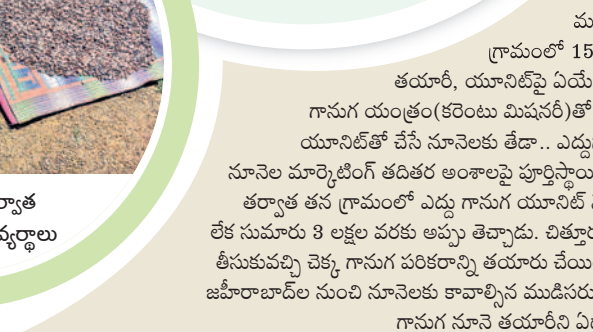 గ్రామంలో 15
తయారీ, యూనిట్‌పై ఏయే
గానుగ యంత్రం(కరెంటు మిషనరీ)తో
యూనిట్‌తో చేసే నూనెలకు తేడా.. ఎద్దు
నూనెల మార్కెటింగ్ తదితర అంశాలపై పూర్తిస్థాయి
తర్వాత తన గ్రామంలో ఎద్దు గానుగ యూనిట్
లేక సుమారు 3 లక్షల వరకు అప్పు తెచ్చాడు. చిత్తూరు
తీసుకువచ్చి చెక్క గానుగ పరికరాన్ని తయారు చేయి
జహీరాబాద్‌ల నుంచి నూనెలకు కావాల్సిన ముడిసరు
గానుగ నూనె తయారీని
ర్వాత
వ్యర్థాలు